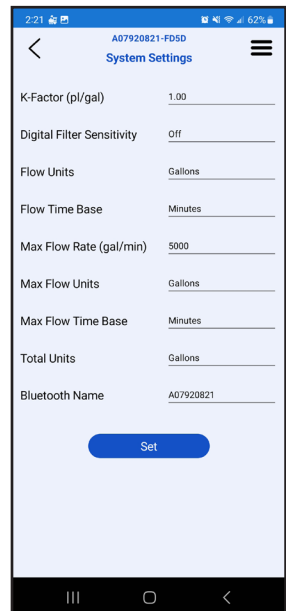 2:21 62%
A07920821-FD5D
System Settings
K-Factor (pl/gal) 1.00
Digital Filter Sensitivity Off
Flow Units Gallons
Flow Time Base Minutes
Max Flow Rate (gal/min) 5000
Max Flow Units Gallons
Max Flow Time Base Minutes
Total Units Gallons
Bluetooth Name A07920821
Set